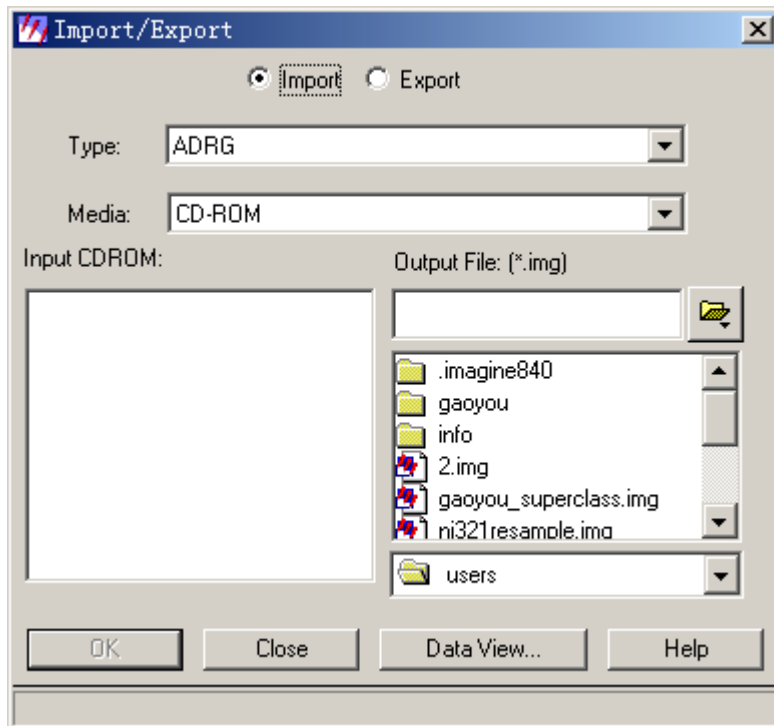 Import/Export
Import Export
Type: ADRG
Media: CD-ROM
Input CDROM:
Output File: (*.img)
.imagine840
gaoyou
info
2.img
gaoyou_superclass.img
ni321resample.img
users
OK Close Data View... Help